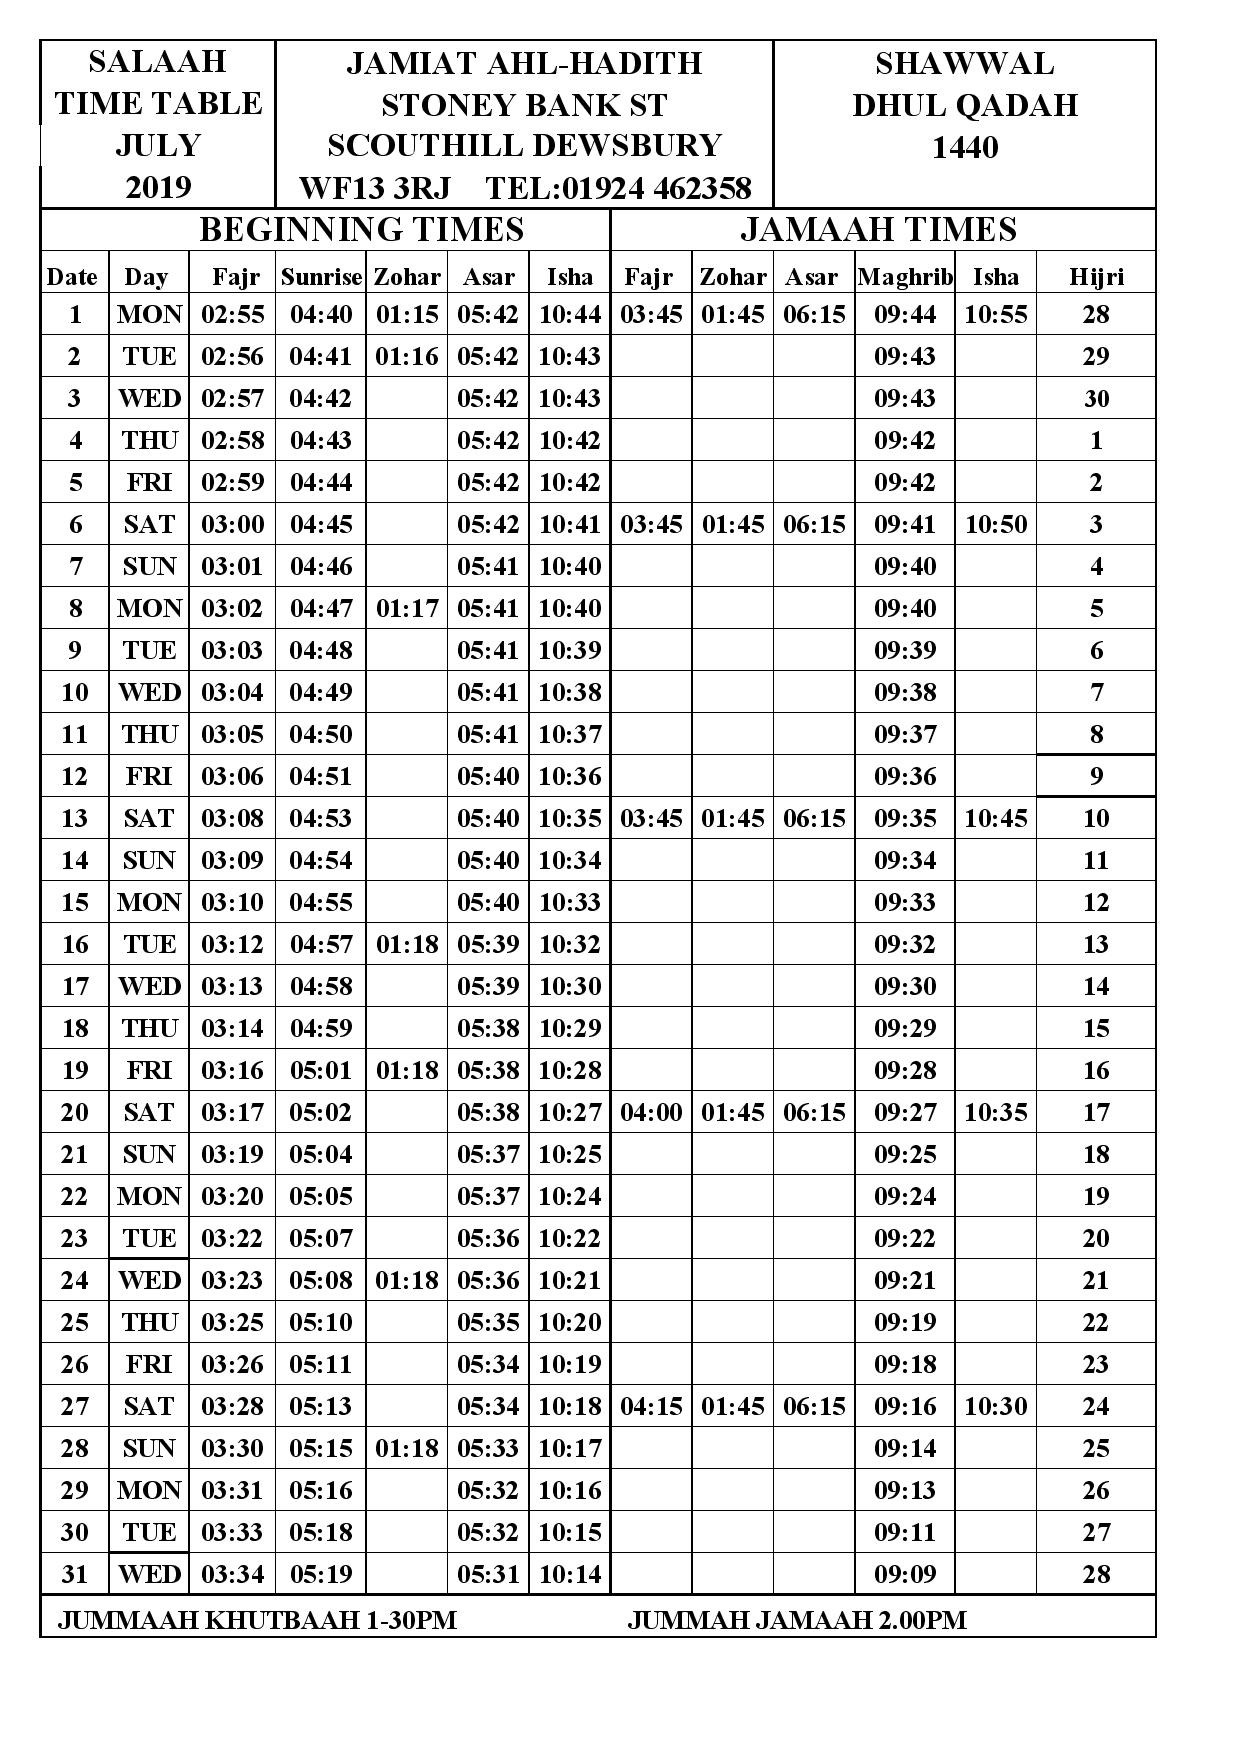 SALAAH
TIME TABLE
JULY
2019
JAMIAT AHL-HADITH
STONEY BANK ST
SCOUTHILL DEWSBURY
WF13 3RJ TEL:01924 462358
SHAWWAL
DHUL QADAH
1440
BEGINNING TIMES JAMAAH TIMES
Date Day Fajr Sunrise Zohar Asar Isha Fajr Zohar Asar Maghrib Isha Hijri
1 MON 02:55 04:40 01:15 05:42 10:44 03:45 01:45 06:15 09:44 10:55 28
2 TUE 02:56 04:41 01:16 05:42 10:43 09:43 29
3 WED 02:57 04:42 05:42 10:43 09:43 30
4 THU 02:58 04:43 05:42 10:42 09:42 1
5 FRI 02:59 04:44 05:42 10:42 09:42 2
6 SAT 03:00 04:45 05:42 10:41 03:45 01:45 06:15 09:41 10:50 3
7 SUN 03:01 04:46 05:41 10:40 09:40 4
8 MON 03:02 04:47 01:17 05:41 10:40 09:40 5
9 TUE 03:03 04:48 05:41 10:39 09:39 6
10 WED 03:04 04:49 05:41 10:38 09:38 7
11 THU 03:05 04:50 05:41 10:37 09:37 8
12 FRI 03:06 04:51 05:40 10:36 09:36 9
13 SAT 03:08 04:53 05:40 10:35 03:45 01:45 06:15 09:35 10:45 10
14 SUN 03:09 04:54 05:40 10:34 09:34 11
15 MON 03:10 04:55 05:40 10:33 09:33 12
16 TUE 03:12 04:57 01:18 05:39 10:32 09:32 13
17 WED 03:13 04:58 05:39 10:30 09:30 14
18 THU 03:14 04:59 05:38 10:29 09:29 15
19 FRI 03:16 05:01 01:18 05:38 10:28 09:28 16
20 SAT 03:17 05:02 05:38 10:27 04:00 01:45 06:15 09:27 10:35 17
21 SUN 03:19 05:04 05:37 10:25 09:25 18
22 MON 03:20 05:05 05:37 10:24 09:24 19
23 TUE 03:22 05:07 05:36 10:22 09:22 20
24 WED 03:23 05:08 01:18 05:36 10:21 09:21 21
25 THU 03:25 05:10 05:35 10:20 09:19 22
26 FRI 03:26 05:11 05:34 10:19 09:18 23
27 SAT 03:28 05:13 05:34 10:18 04:15 01:45 06:15 09:16 10:30 24
28 SUN 03:30 05:15 01:18 05:33 10:17 09:14 25
29 MON 03:31 05:16 05:32 10:16 09:13 26
30 TUE 03:33 05:18 05:32 10:15 09:11 27
31 WED 03:34 05:19 05:31 10:14 09:09 28
JUMMAAH KHUTBAAH 1-30PM JUMMAH JAMAAH 2.00PM